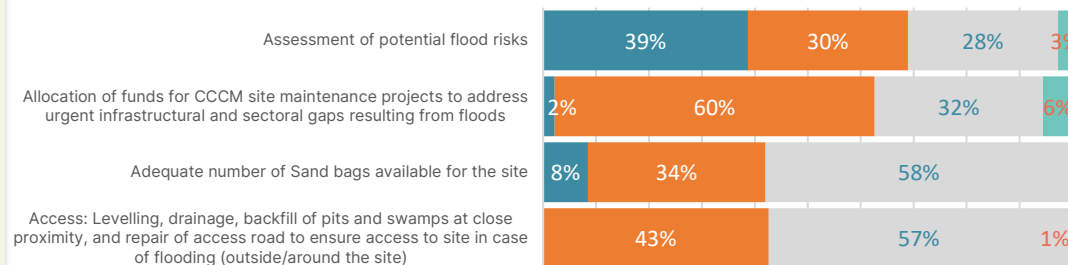 Assessment of potential flood risks
39% 30% 28% 3%
Allocation of funds for CCCM site maintenance projects to address
urgent infrastructural and sectoral gaps resulting from floods
2% 60% 32% 6%
Adequate number of Sand bags available for the site
8% 34% 58%
Access: Levelling, drainage, backfill of pits and swamps at close
proximity, and repair of access road to ensure access to site in case
of flooding (outside/around the site)
43% 57% 1%